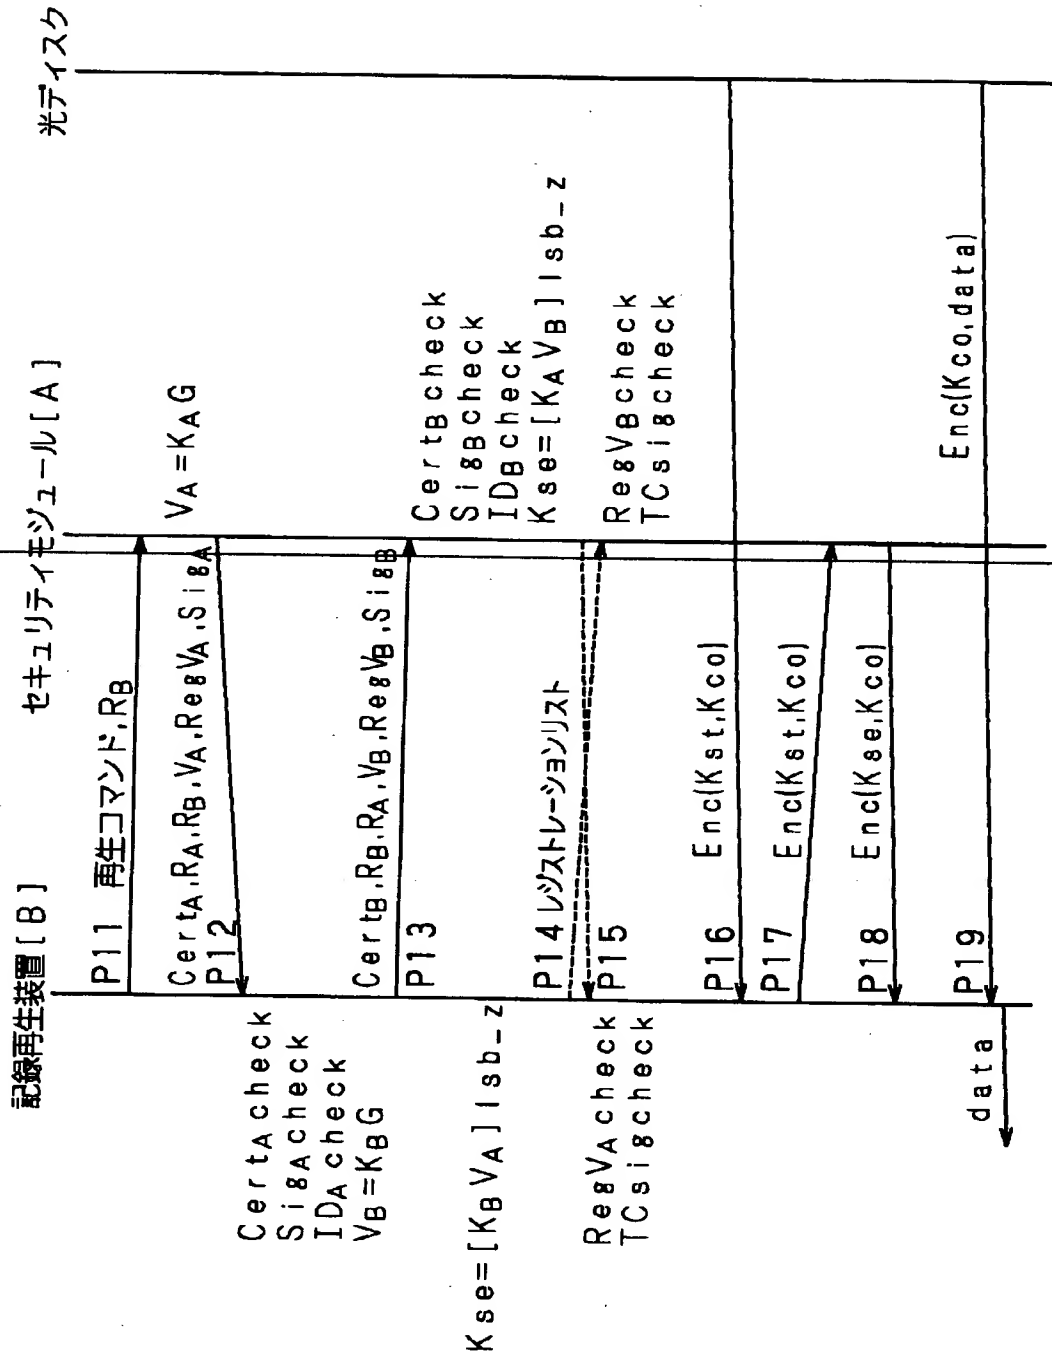 記録再生装置[B]
セキュリティモジュール[A]
光ディスク
P11 再生コマンド,RB
VA=KAG
CertA,RA,RB,VA,RegVA,SigA
P12
CertAcheck
SigAcheck
IDAcheck
VB=KBG
CertB,RB,RA,VB,RegVB,SigB
P13
CertBcheck
SigBcheck
IDBcheck
Kse=[KAVB]lsb_z
Kse=[KBVA]lsb_z
P14 レジストレーションリスト
P15
RegVBcheck
TCsigcheck
RegVAcheck
TCsigcheck
P16 Enc(Kst,Kco)
P17 Enc(Kst,Kco)
P18 Enc(Kse,Kco)
P19 Enc(Kco,data)
data